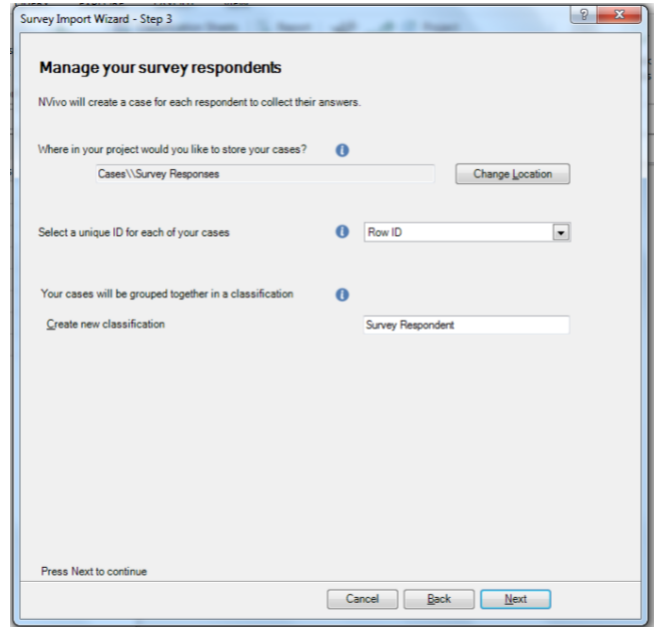 Survey Import Wizard - Step 3
Manage your survey respondents
NVivo will create a case for each respondent to collect their answers.
Where in your project would you like to store your cases?
Cases\\Survey Responses
Change Location
Select a unique ID for each of your cases
Row ID
Your cases will be grouped together in a classification
Create new classification
Survey Respondent
Press Next to continue
Cancel
Back
Next